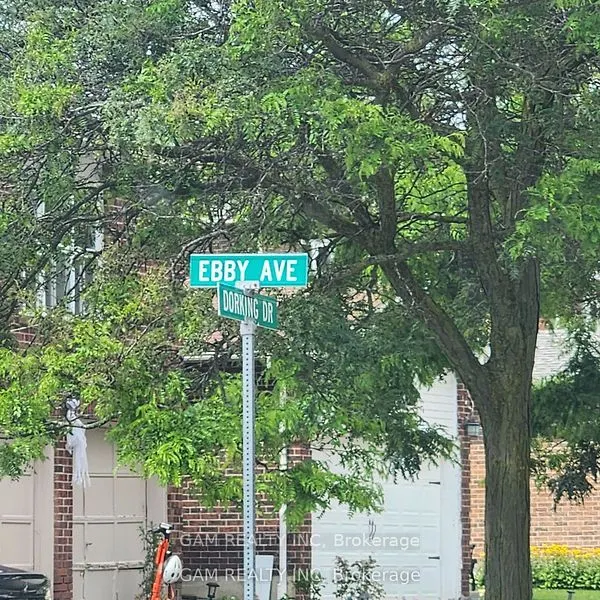 EBBY AVE
DORKING DR
GAM REALTY INC, Brokerage
GAM REALTY INC, Brokerage